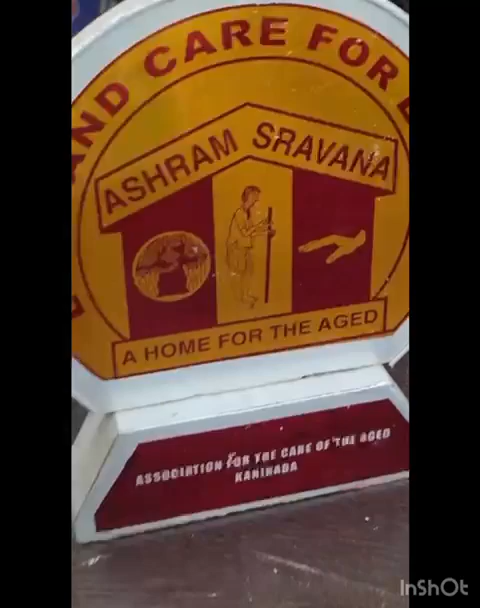 AND CARE FOR
ASHRAM SRAVANA
A HOME FOR THE AGED
ASSOCIATION FOR THE CARE OF THE AGED
KAKINADA
InShOt